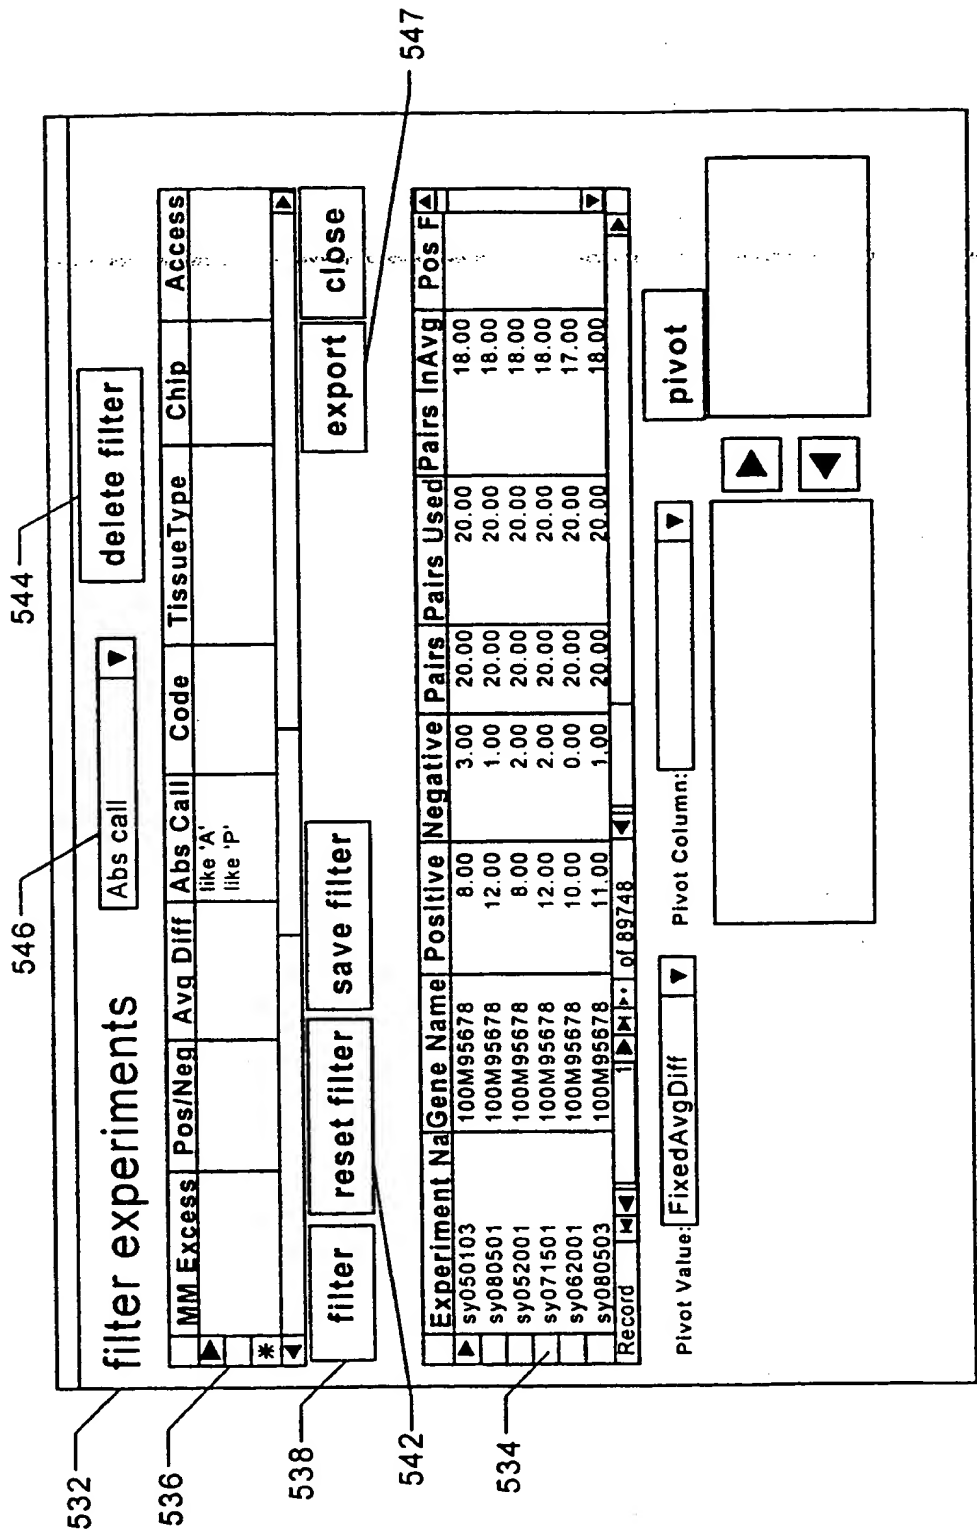 544
546
547
532
536
538
542
534
filter experiments
Abs call
delete filter
MM Excess Pos/Neg Avg Diff Abs Call Code TissueType Chip Access
like 'A'
like 'P'
*
filter reset filter save filter export close
Experiment Na Gene Name Positive Negative Pairs Pairs Used Pairs InAvg Pos F
sy050103 100M95678 8.00 3.00 20.00 20.00 18.00
sy080501 100M95678 12.00 1.00 20.00 20.00 18.00
sy052001 100M95678 8.00 2.00 20.00 20.00 18.00
sy071501 100M95678 12.00 2.00 20.00 20.00 18.00
sy062001 100M95678 10.00 0.00 20.00 20.00 17.00
sy080503 100M95678 11.00 1.00 20.00 20.00 18.00
Record 1 of 89748
Pivot Value: FixedAvgDiff Pivot Column: pivot